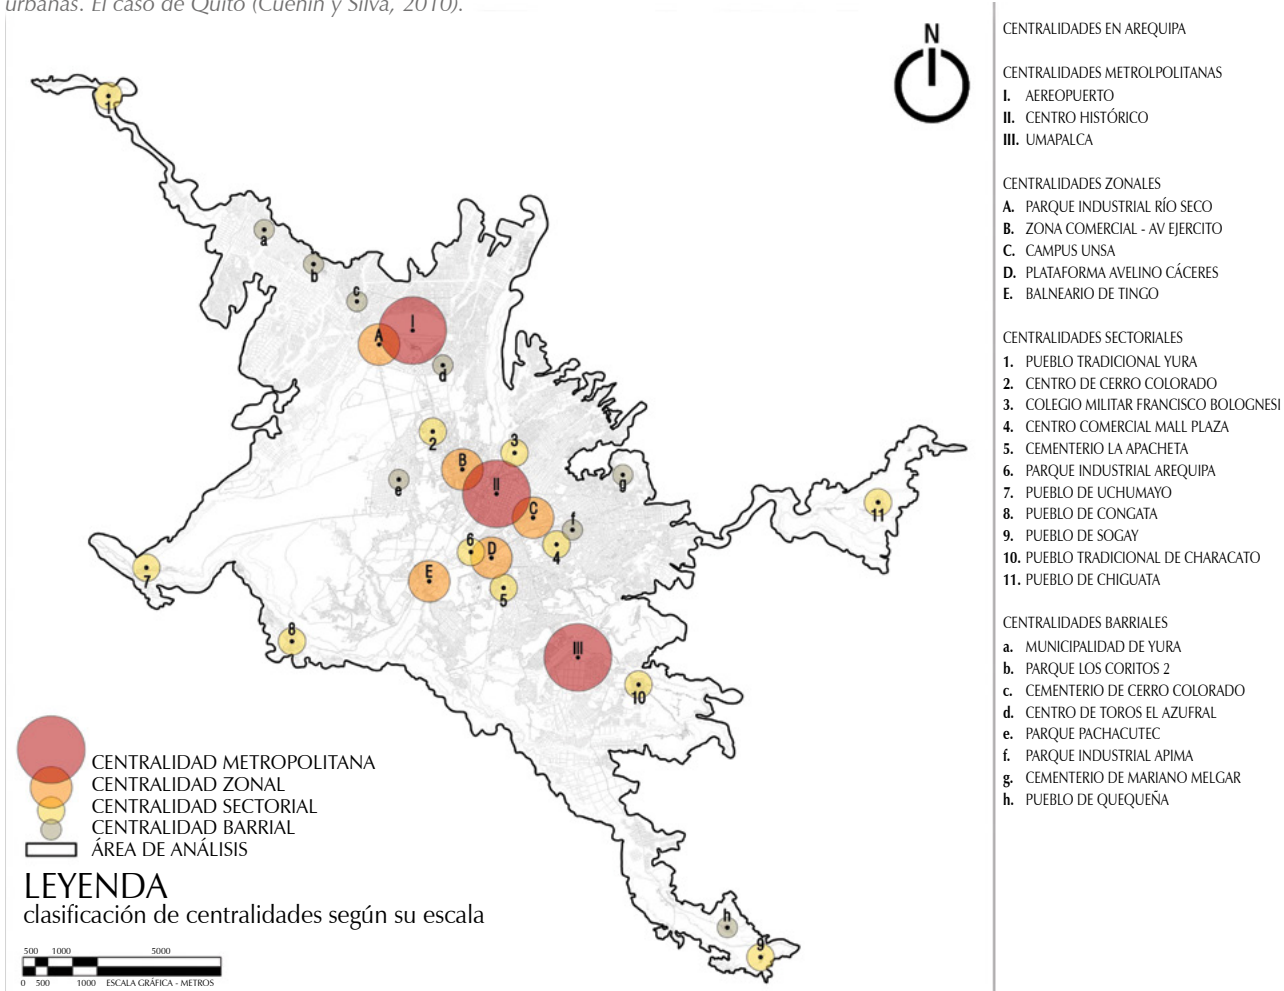 urbanas. El caso de Quito (Cuenin y Silva, 2010).
N
1
a
b
c
I
A
d
2
3
B
II
e
g
C
f
11
6
D
4
7
E
5
8
III
10
h
9
CENTRALIDAD METROPOLITANA
CENTRALIDAD ZONAL
CENTRALIDAD SECTORIAL
CENTRALIDAD BARRIAL
ÁREA DE ANÁLISIS
LEYENDA
clasificación de centralidades según su escala
500 1000 5000
0 500 1000 ESCALA GRÁFICA - METROS
CENTRALIDADES EN AREQUIPA
CENTRALIDADES METROLPOLITANAS
I. AEREOPUERTO
II. CENTRO HISTÓRICO
III. UMAPALCA
CENTRALIDADES ZONALES
A. PARQUE INDUSTRIAL RÍO SECO
B. ZONA COMERCIAL - AV EJERCITO
C. CAMPUS UNSA
D. PLATAFORMA AVELINO CÁCERES
E. BALNEARIO DE TINGO
CENTRALIDADES SECTORIALES
1. PUEBLO TRADICIONAL YURA
2. CENTRO DE CERRO COLORADO
3. COLEGIO MILITAR FRANCISCO BOLOGNESI
4. CENTRO COMERCIAL MALL PLAZA
5. CEMENTERIO LA APACHETA
6. PARQUE INDUSTRIAL AREQUIPA
7. PUEBLO DE UCHUMAYO
8. PUEBLO DE CONGATA
9. PUEBLO DE SOGAY
10. PUEBLO TRADICIONAL DE CHARACATO
11. PUEBLO DE CHIGUATA
CENTRALIDADES BARRIALES
a. MUNICIPALIDAD DE YURA
b. PARQUE LOS CORITOS 2
c. CEMENTERIO DE CERRO COLORADO
d. CENTRO DE TOROS EL AZUFRAL
e. PARQUE PACHACUTEC
f. PARQUE INDUSTRIAL APIMA
g. CEMENTERIO DE MARIANO MELGAR
h. PUEBLO DE QUEQUEÑA